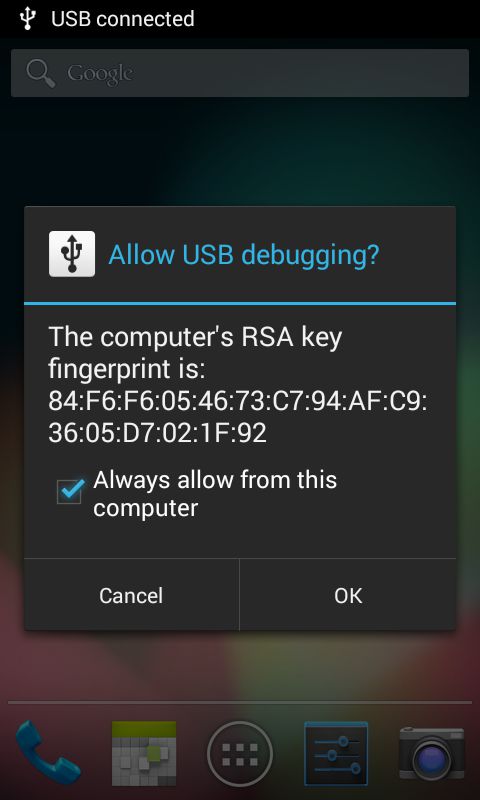 USB connected
Google
Allow USB debugging?
The computer's RSA key
fingerprint is:
84:F6:F6:05:46:73:C7:94:AF:C9:
36:05:D7:02:1F:92
Always allow from this
computer
Cancel
OK